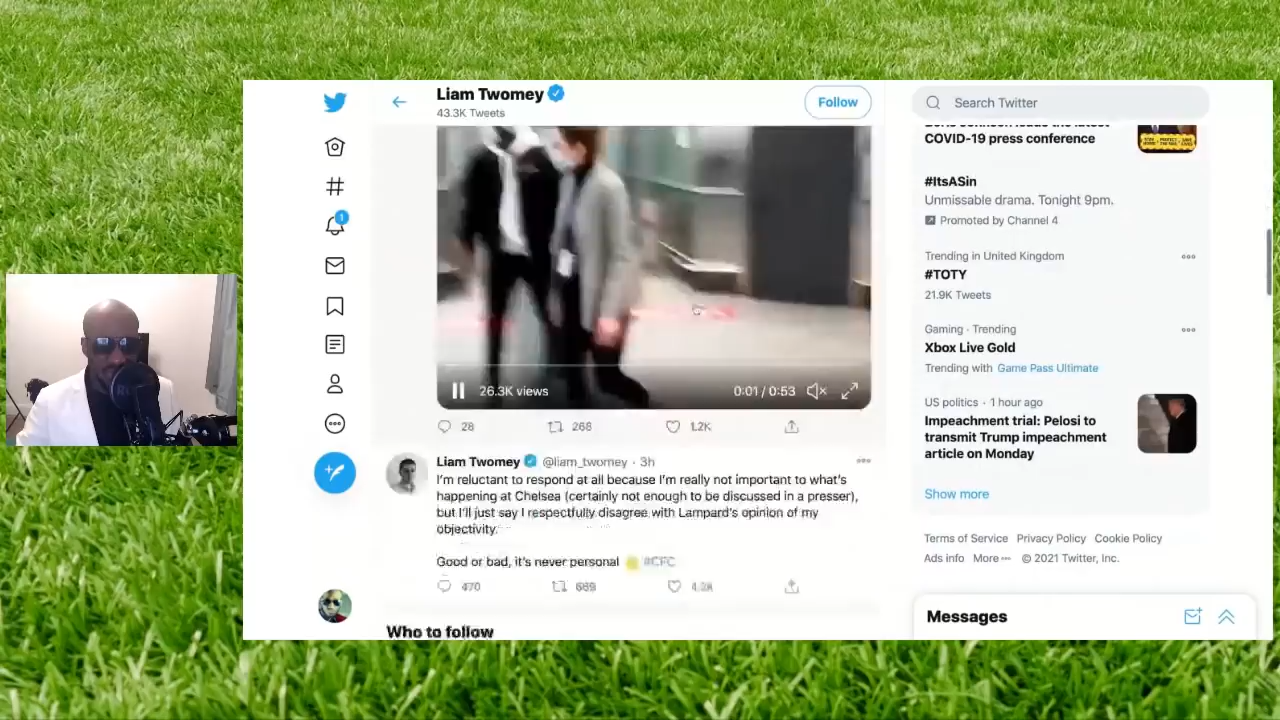 Liam Twomey
43.3K Tweets
Follow
Search Twitter
COVID-19 press conference
#ItsASin
Unmissable drama. Tonight 9pm.
Promoted by Channel 4
Trending in United Kingdom
#TOTY
21.9K Tweets
Gaming · Trending
Xbox Live Gold
Trending with Game Pass Ultimate
US politics · 1 hour ago
Impeachment trial: Pelosi to
transmit Trump impeachment
article on Monday
Show more
Terms of Service Privacy Policy Cookie Policy
Ads info More ··· © 2021 Twitter, Inc.
Messages
1
26.3K views
0:01 / 0:53
28 268 1.2K
Liam Twomey @liam_twomey · 3h
I'm reluctant to respond at all because I'm really not important to what's
happening at Chelsea (certainly not enough to be discussed in a presser),
but I'll just say I respectfully disagree with Lampard's opinion of my
objectivity.
Good or bad, it's never personal #CFC
470 669
Who to follow